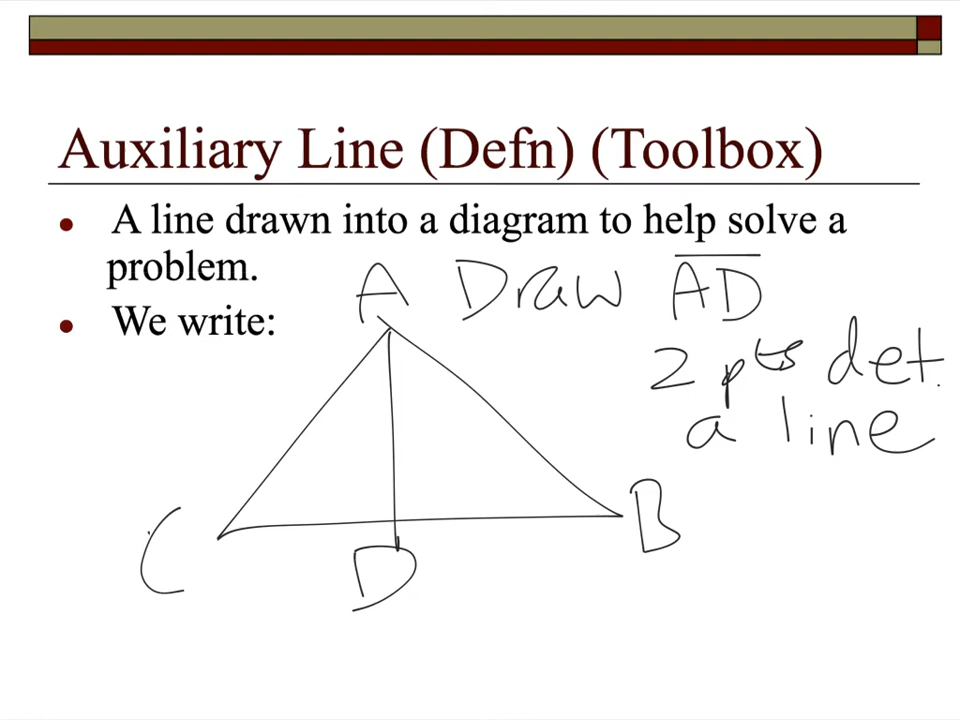 Auxiliary Line (Defn) (Toolbox)
• A line drawn into a diagram to help solve a
problem.
• We write:
A Draw A̅D̅
2 pts det.
a line
C
D
B